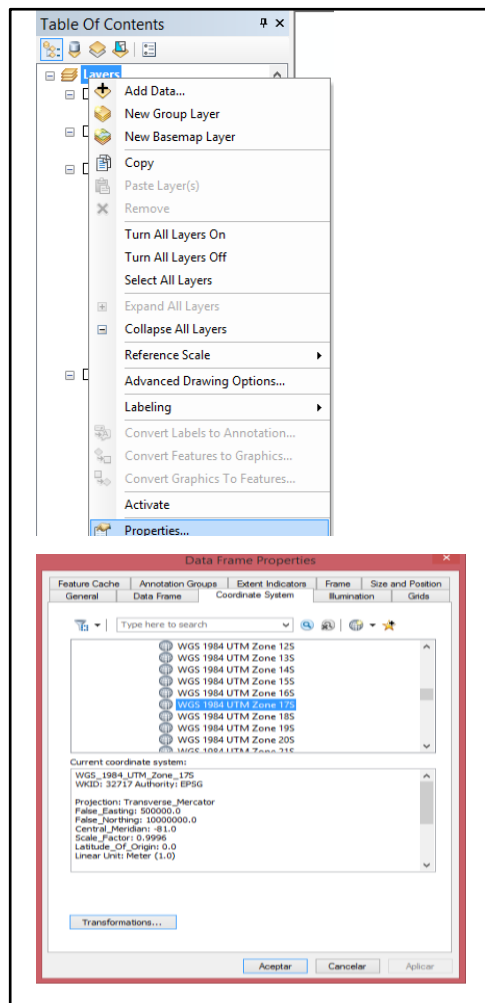 Table Of Contents
Layers
Add Data...
New Group Layer
New Basemap Layer
Copy
Paste Layer(s)
Remove
Turn All Layers On
Turn All Layers Off
Select All Layers
Expand All Layers
Collapse All Layers
Reference Scale
Advanced Drawing Options...
Labeling
Convert Labels to Annotation...
Convert Features to Graphics...
Convert Graphics To Features...
Activate
Properties...
Data Frame Properties
Feature Cache Annotation Groups Extent Indicators Frame Size and Position
General Data Frame Coordinate System Illumination Grids
Type here to search
WGS 1984 UTM Zone 12S
WGS 1984 UTM Zone 13S
WGS 1984 UTM Zone 14S
WGS 1984 UTM Zone 15S
WGS 1984 UTM Zone 16S
WGS 1984 UTM Zone 17S
WGS 1984 UTM Zone 18S
WGS 1984 UTM Zone 19S
WGS 1984 UTM Zone 20S
WGS 1984 UTM Zone 21S
Current coordinate system:
WGS_1984_UTM_Zone_17S
WKID: 32717 Authority: EPSG
Projection: Transverse_Mercator
False_Easting: 500000.0
False_Northing: 10000000.0
Central_Meridian: -81.0
Scale_Factor: 0.9996
Latitude_Of_Origin: 0.0
Linear Unit: Meter (1.0)
Transformations...
Aceptar Cancelar Aplicar